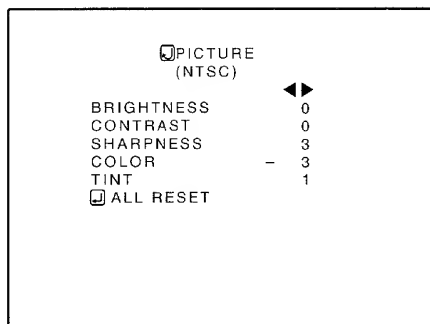 PICTURE
(NTSC)
◀▶
BRIGHTNESS 0
CONTRAST 0
SHARPNESS 3
COLOR – 3
TINT 1
ALL RESET